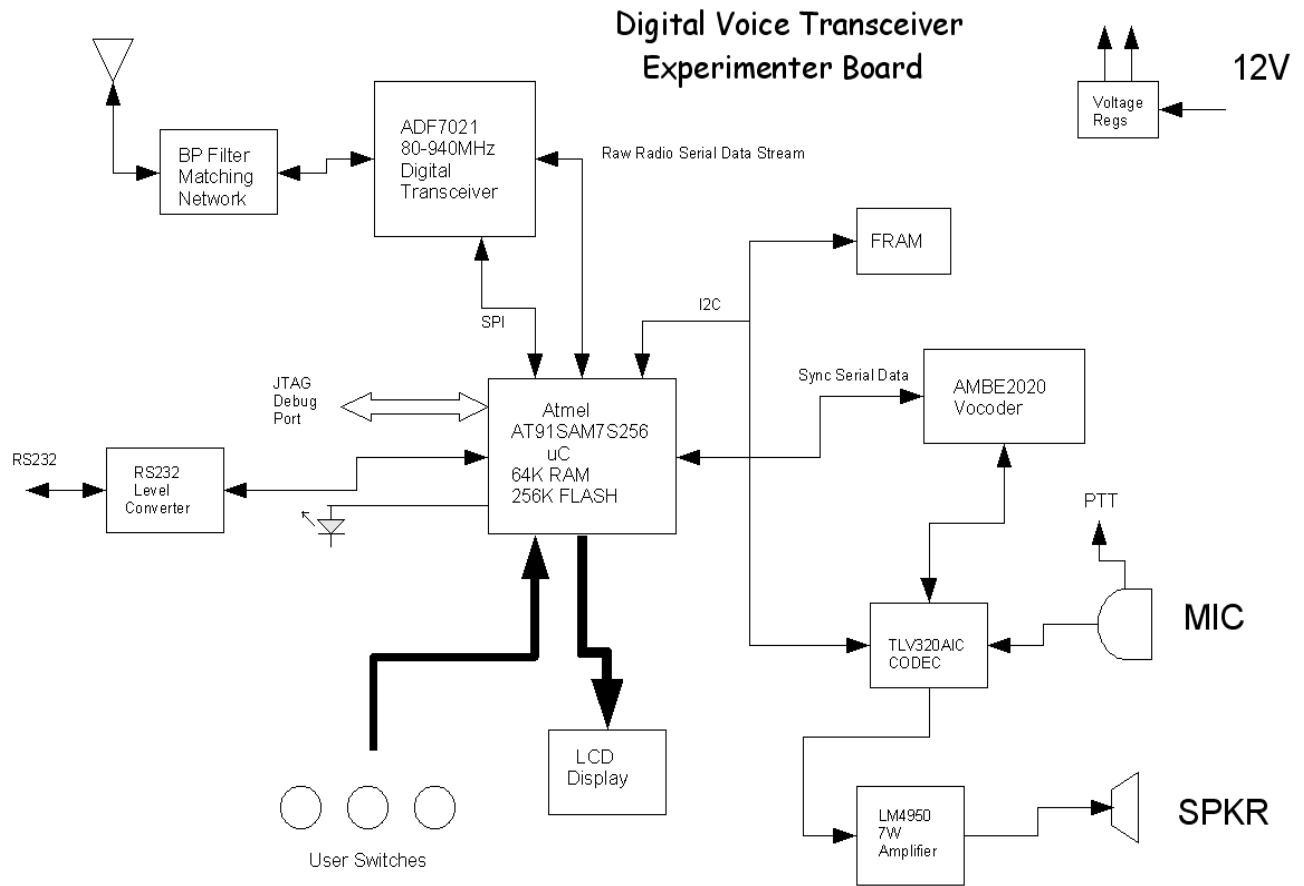 Digital Voice Transceiver
Experimenter Board
12V
Voltage
Regs
ADF7021
80-940MHz
Digital
Transceiver
BP Filter
Matching
Network
Raw Radio Serial Data Stream
FRAM
I2C
SPI
Sync Serial Data
AMBE2020
Vocoder
JTAG
Debug
Port
Atmel
AT91SAM7S256
uC
64K RAM
256K FLASH
RS232
RS232
Level
Converter
PTT
MIC
TLV320AIC
CODEC
LCD
Display
LM4950
7W
Amplifier
SPKR
User Switches